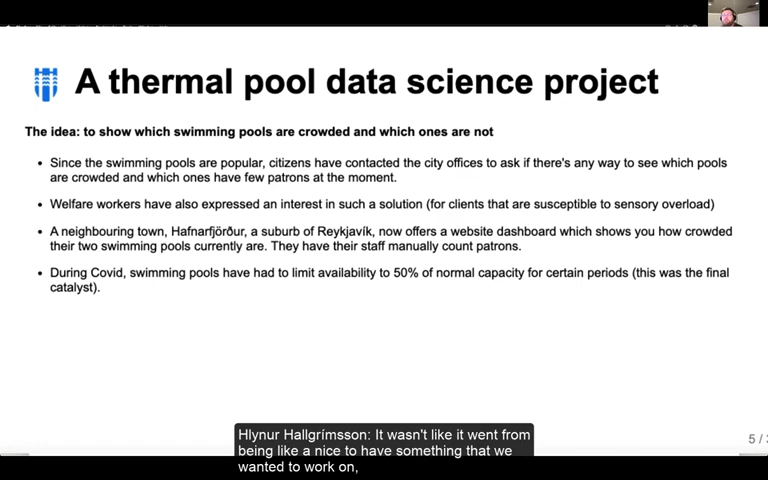 A thermal pool data science project
The idea: to show which swimming pools are crowded and which ones are not
• Since the swimming pools are popular, citizens have contacted the city offices to ask if there's any way to see which pools
are crowded and which ones have few patrons at the moment.
• Welfare workers have also expressed an interest in such a solution (for clients that are susceptible to sensory overload)
• A neighbouring town, Hafnarfjörður, a suburb of Reykjavík, now offers a website dashboard which shows you how crowded
their two swimming pools currently are. They have their staff manually count patrons.
• During Covid, swimming pools have had to limit availability to 50% of normal capacity for certain periods (this was the final
catalyst).
Hlynur Hallgrímsson: It wasn't like it went from
being like a nice to have something that we
wanted to work on,
5 /